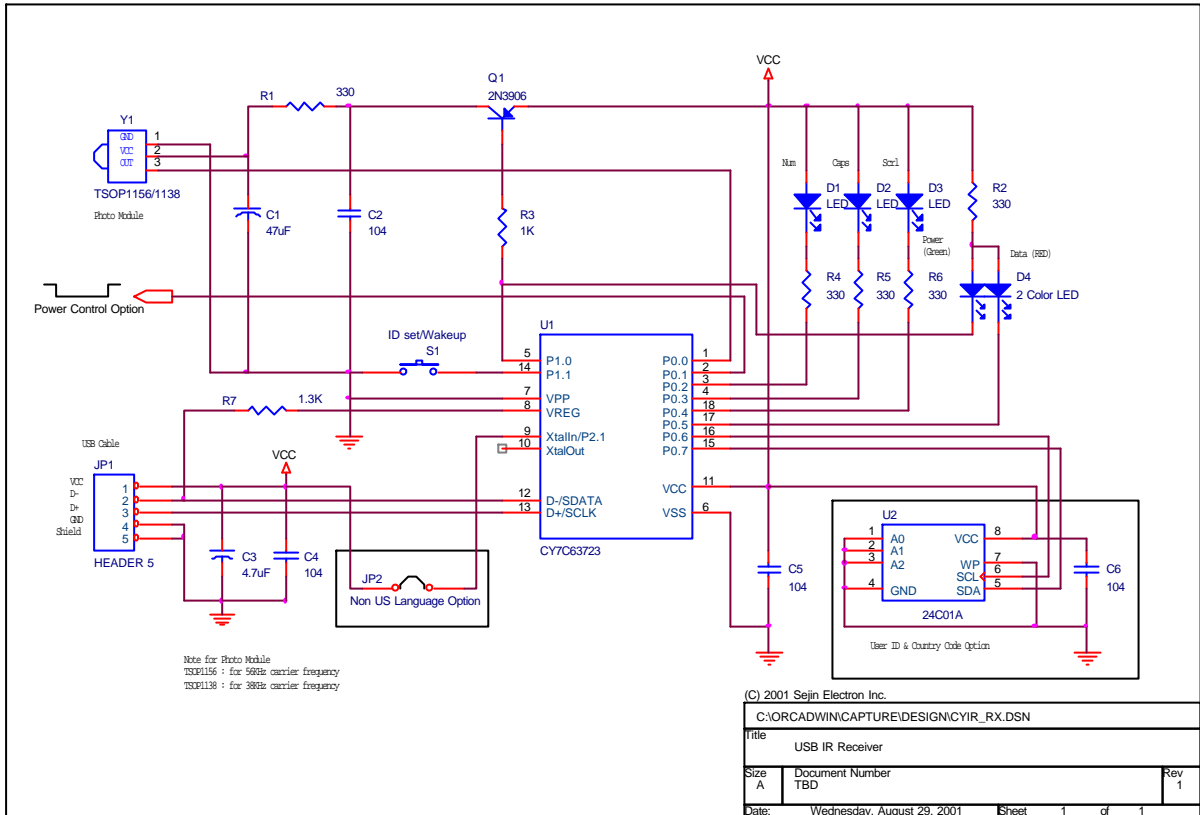 VCC
Q1
2N3906
R1 330
Y1
GND 1
VCC 2
OUT 3
TSOP1156/1138
Photo Module
C1
47uF
C2
104
R3
1K
Num Caps Scrl
D1
LED
D2
LED
D3
LED
R2
330
Power
(Green)
Data (RED)
R4
330
R5
330
R6
330
D4
2 Color LED
Power Control Option
ID set/Wakeup
S1
U1
5 P1.0
14 P1.1
7 VPP
8 VREG
9 XtalIn/P2.1
10 XtalOut
12 D-/SDATA
13 D+/SCLK
P0.0 1
P0.1 2
P0.2 3
P0.3 4
P0.4 18
P0.5 17
P0.6 16
P0.7 15
VCC 11
VSS 6
CY7C63723
R7 1.3K
USB Cable
JP1
VCC 1
D- 2
D+ 3
GND 4
Shield 5
HEADER 5
VCC
C3
4.7uF
C4
104
JP2
Non US Language Option
C5
104
U2
1 A0
2 A1
3 A2
4 GND
VCC 8
WP 7
SCL 6
SDA 5
24C01A
C6
104
User ID & Country Code Option
Note for Photo Module
TSOP1156 : for 56KHz carrier frequency
TSOP1138 : for 38KHz carrier frequency
(C) 2001 Sejin Electron Inc.
C:\ORCADWIN\CAPTURE\DESIGN\CYIR_RX.DSN
Title
USB IR Receiver
Size Document Number Rev
A TBD 1
Date: Wednesday, August 29, 2001 Sheet 1 of 1